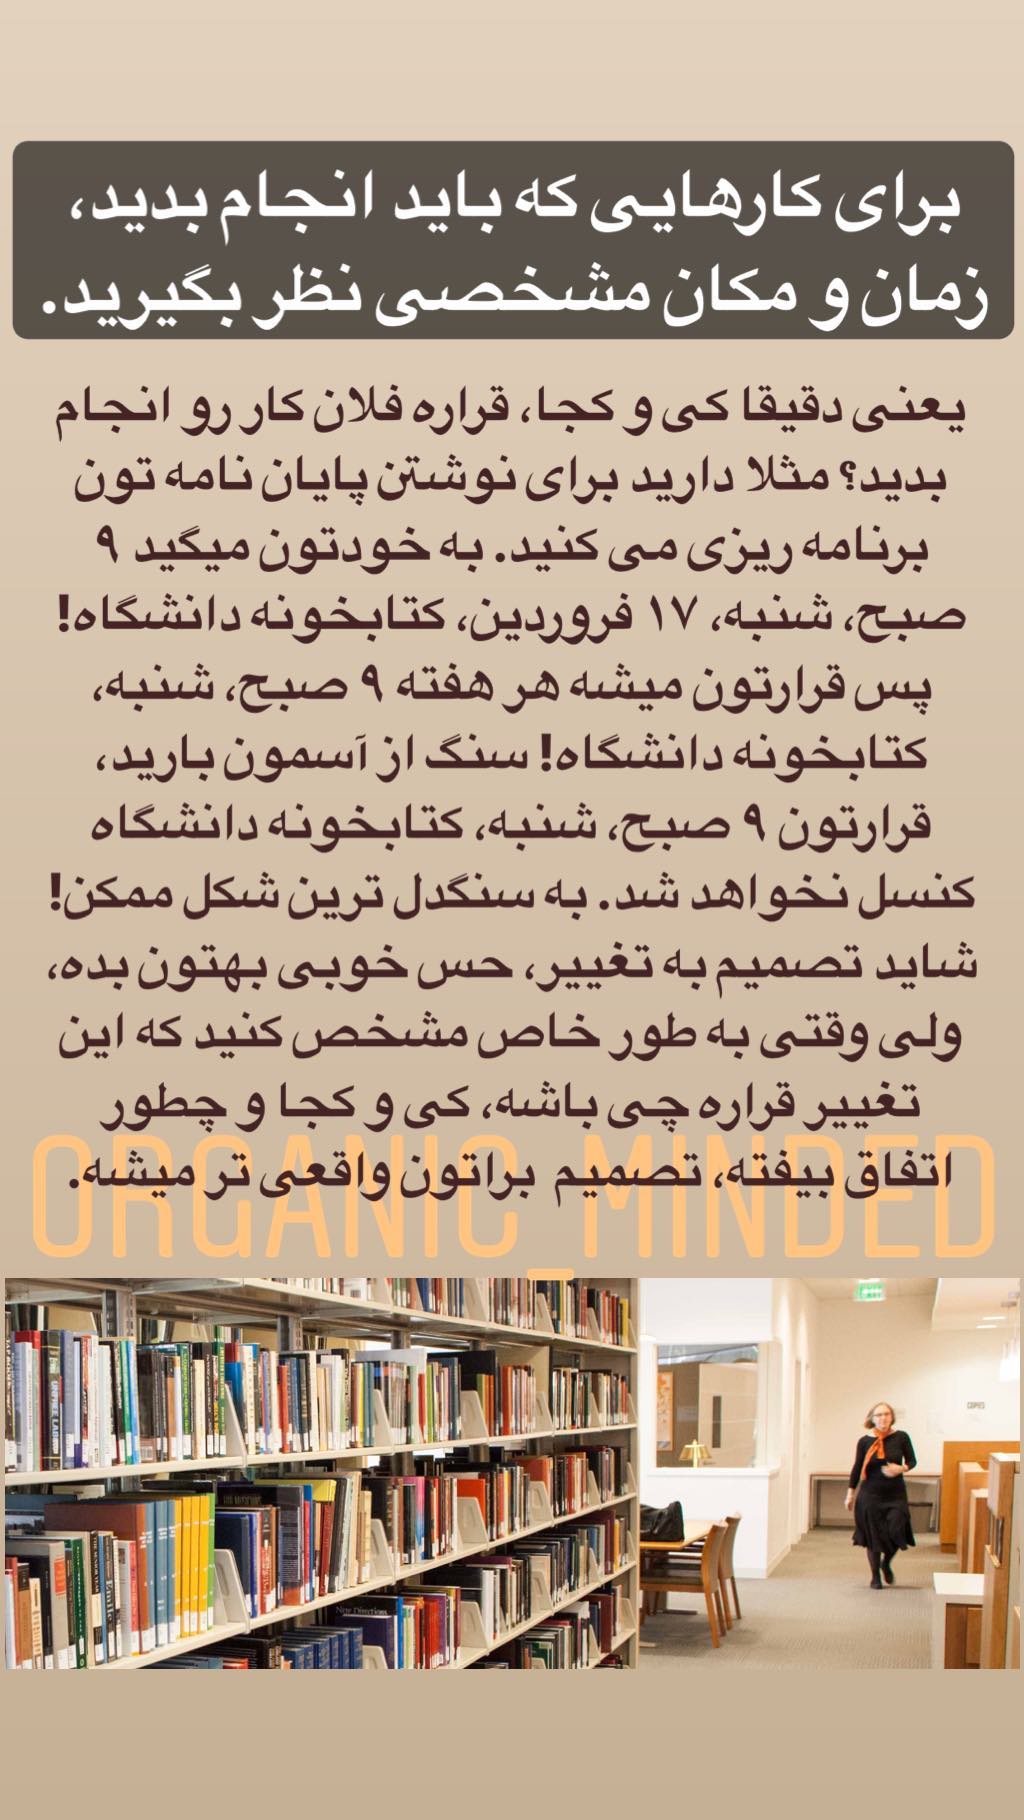 برای کارهایی که باید انجام بدید،
زمان و مکان مشخصی نظر بگیرید.
یعنی دقیقا کی و کجا، قراره فلان کار رو انجام
بدید؟ مثلا دارید برای نوشتن پایان نامه تون
برنامه ریزی می کنید. به خودتون میگید ۹
صبح، شنبه، ۱۷ فروردین، کتابخونه دانشگاه!
پس قرارتون میشه هر هفته ۹ صبح، شنبه،
کتابخونه دانشگاه! سنگ از آسمون بارید،
قرارتون ۹ صبح، شنبه، کتابخونه دانشگاه
کنسل نخواهد شد. به سنگدل ترین شکل ممکن!
شاید تصمیم به تغییر، حس خوبی بهتون بده،
ولی وقتی به طور خاص مشخص کنید که این
تغییر قراره چی باشه، کی و کجا و چطور
اتفاق بیفته، تصمیم براتون واقعی تر میشه.
ORGANIC_MINDED
COPIES
New Directions